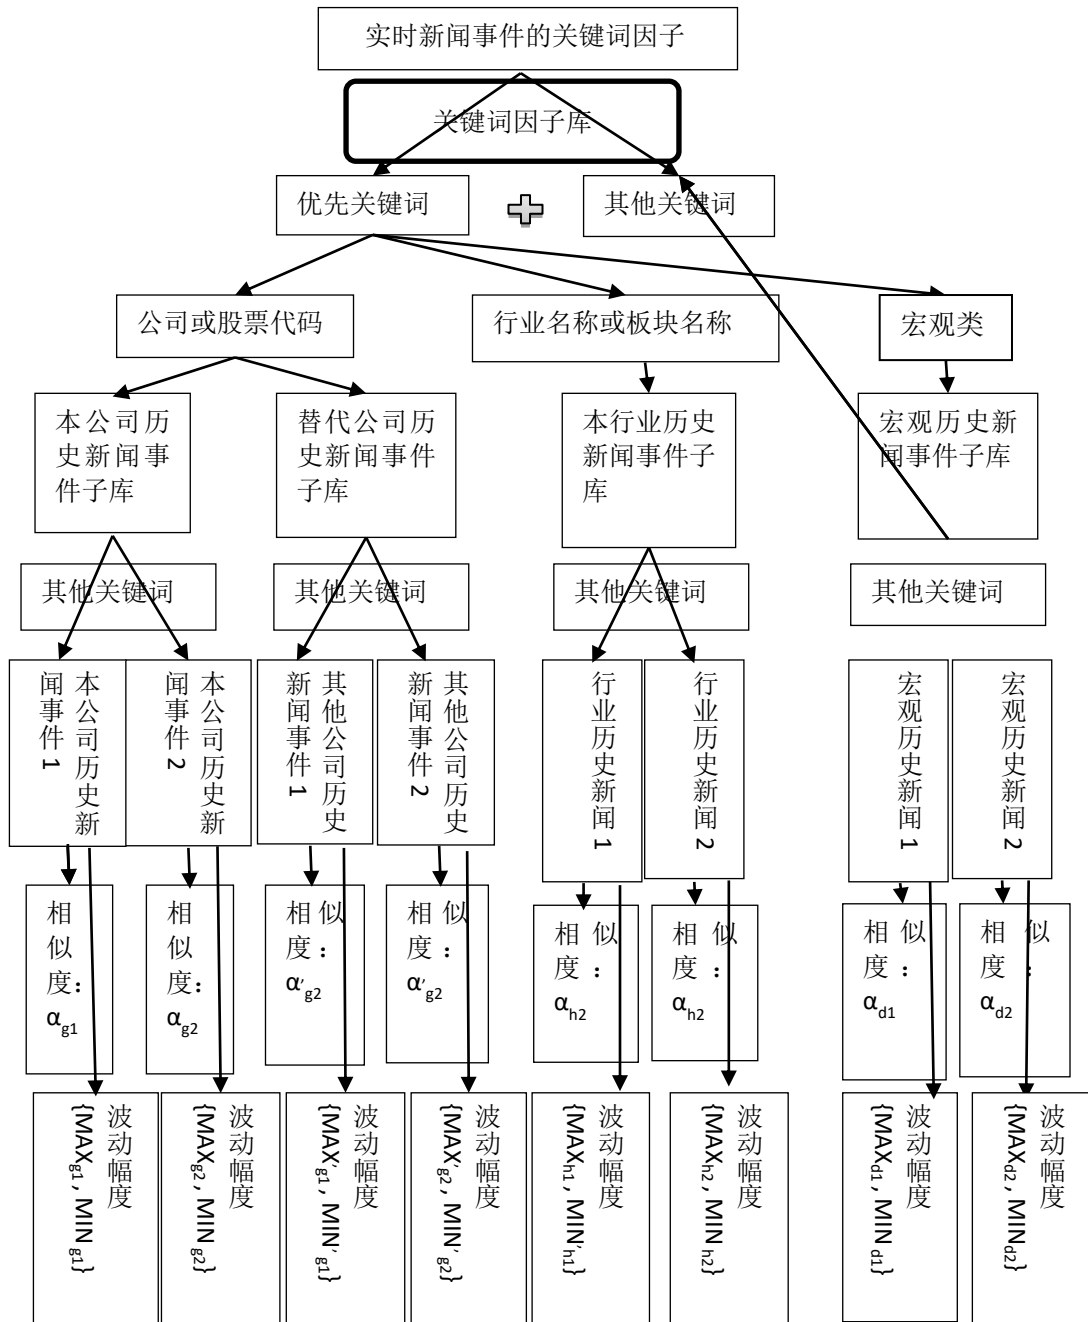 实时新闻事件的关键词因子
关键词因子库
优先关键词
其他关键词
公司或股票代码
行业名称或板块名称
宏观类
本公司历
史新闻事
件子库
替代公司历
史新闻事件
子库
本行业历史
新闻事件子
库
宏观历史新
闻事件子库
其他关键词
其他关键词
其他关键词
其他关键词
本公司历史新
闻事件 1
本公司历史新
闻事件 2
其他公司历史
新闻事件 1
其他公司历史
新闻事件 2
行业历史新闻 1
行业历史新闻 2
宏观历史新闻 1
宏观历史新闻 2
相
似
度：
αg1
相
似
度：
αg2
相似
度：
α'g2
相似
度：
α'g2
相似
度：
αh2
相似
度：
αh2
相似
度：
αd1
相似
度：
αd2
波动幅度
{MAXg1, MINg1}
波动幅度
{MAXg2, MINg2}
波动幅度
{MAX'g1, MIN'g1}
波动幅度
{MAX'g2, MIN'g2}
波动幅度
{MAXh1, MIN'h1}
波动幅度
{MAXh2, MINh2}
波动幅度
{MAXd1, MINd1}
波动幅度
{MAXd2, MINd2}